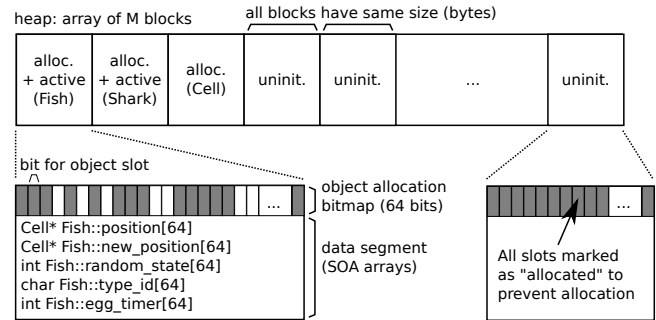 heap: array of M blocks
all blocks have same size (bytes)
alloc.
+ active
(Fish)
alloc.
+ active
(Shark)
alloc.
(Cell)
uninit.
uninit.
...
uninit.
bit for object slot
...
object allocation
bitmap (64 bits)
Cell* Fish::position[64]
Cell* Fish::new_position[64]
int Fish::random_state[64]
char Fish::type_id[64]
int Fish::egg_timer[64]
data segment
(SOA arrays)
...
All slots marked
as "allocated" to
prevent allocation